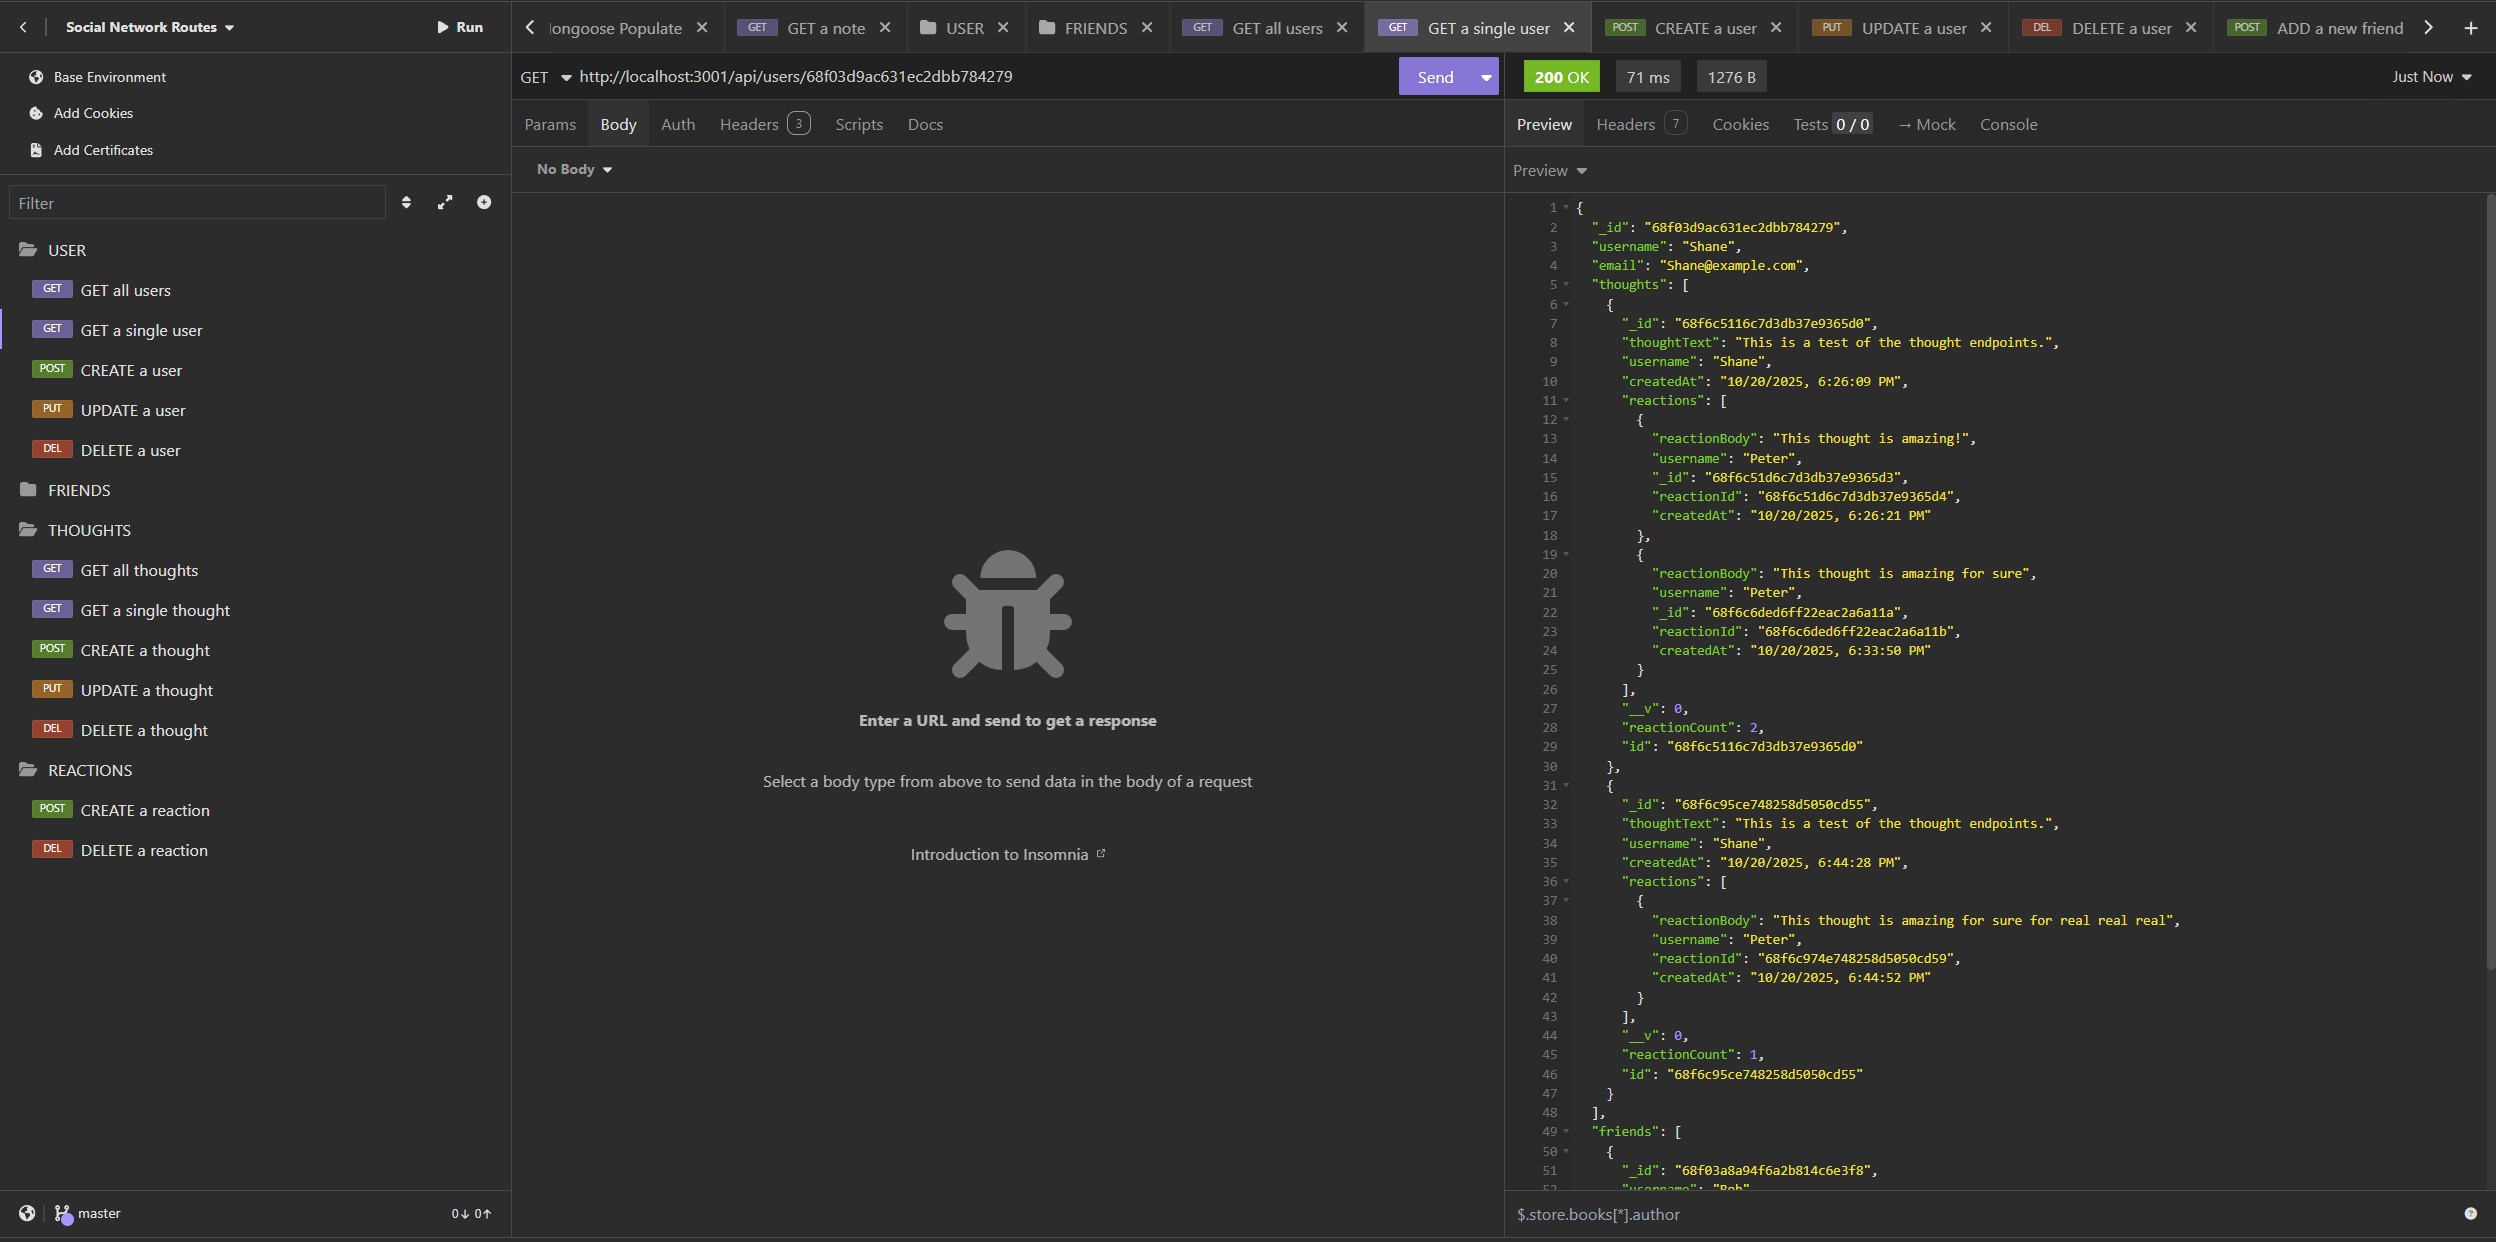 Social Network Routes
Run
Base Environment
Add Cookies
Add Certificates
Filter
USER
GET GET all users
GET GET a single user
POST CREATE a user
PUT UPDATE a user
DEL DELETE a user
FRIENDS
THOUGHTS
GET GET all thoughts
GET GET a single thought
POST CREATE a thought
PUT UPDATE a thought
DEL DELETE a thought
REACTIONS
POST CREATE a reaction
DEL DELETE a reaction
master
0↓ 0↑
ongoose Populate
GET GET a note
USER
FRIENDS
GET GET all users
GET GET a single user
POST CREATE a user
PUT UPDATE a user
DEL DELETE a user
POST ADD a new friend
GET http://localhost:3001/api/users/68f03d9ac631ec2dbb784279
Send
Params Body Auth Headers 3 Scripts Docs
No Body
Enter a URL and send to get a response
Select a body type from above to send data in the body of a request
Introduction to Insomnia
200 OK 71 ms 1276 B Just Now
Preview Headers 7 Cookies Tests 0 / 0 → Mock Console
Preview
1 {
2 "_id": "68f03d9ac631ec2dbb784279",
3 "username": "Shane",
4 "email": "Shane@example.com",
5 "thoughts": [
6 {
7 "_id": "68f6c5116c7d3db37e9365d0",
8 "thoughtText": "This is a test of the thought endpoints.",
9 "username": "Shane",
10 "createdAt": "10/20/2025, 6:26:09 PM",
11 "reactions": [
12 {
13 "reactionBody": "This thought is amazing!",
14 "username": "Peter",
15 "_id": "68f6c51d6c7d3db37e9365d3",
16 "reactionId": "68f6c51d6c7d3db37e9365d4",
17 "createdAt": "10/20/2025, 6:26:21 PM"
18 },
19 {
20 "reactionBody": "This thought is amazing for sure",
21 "username": "Peter",
22 "_id": "68f6c6ded6ff22eac2a6a11a",
23 "reactionId": "68f6c6ded6ff22eac2a6a11b",
24 "createdAt": "10/20/2025, 6:33:50 PM"
25 }
26 ],
27 "__v": 0,
28 "reactionCount": 2,
29 "id": "68f6c5116c7d3db37e9365d0"
30 },
31 {
32 "_id": "68f6c95ce748258d5050cd55",
33 "thoughtText": "This is a test of the thought endpoints.",
34 "username": "Shane",
35 "createdAt": "10/20/2025, 6:44:28 PM",
36 "reactions": [
37 {
38 "reactionBody": "This thought is amazing for sure for real real real",
39 "username": "Peter",
40 "reactionId": "68f6c974e748258d5050cd59",
41 "createdAt": "10/20/2025, 6:44:52 PM"
42 }
43 ],
44 "__v": 0,
45 "reactionCount": 1,
46 "id": "68f6c95ce748258d5050cd55"
47 }
48 ],
49 "friends": [
50 {
51 "_id": "68f03a8a94f6a2b814c6e3f8",
52 "username": "Bob"
$.store.books[*].author